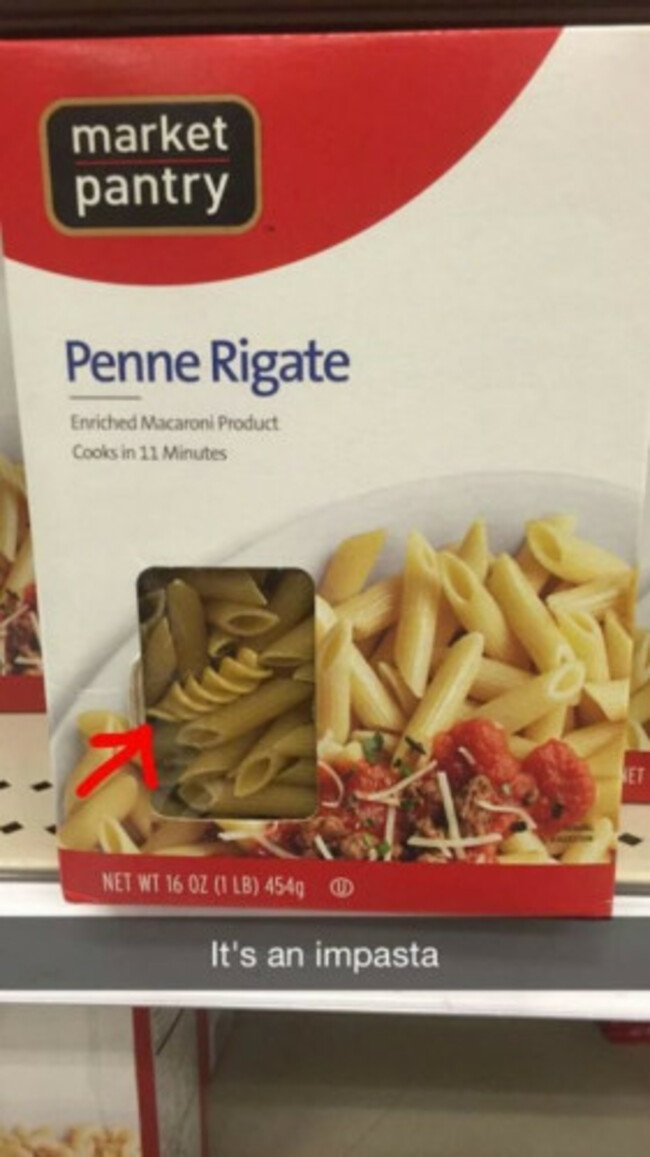 market
pantry
Penne Rigate
Enriched Macaroni Product
Cooks in 11 Minutes
NET WT 16 OZ (1 LB) 454g U
NET
It's an impasta